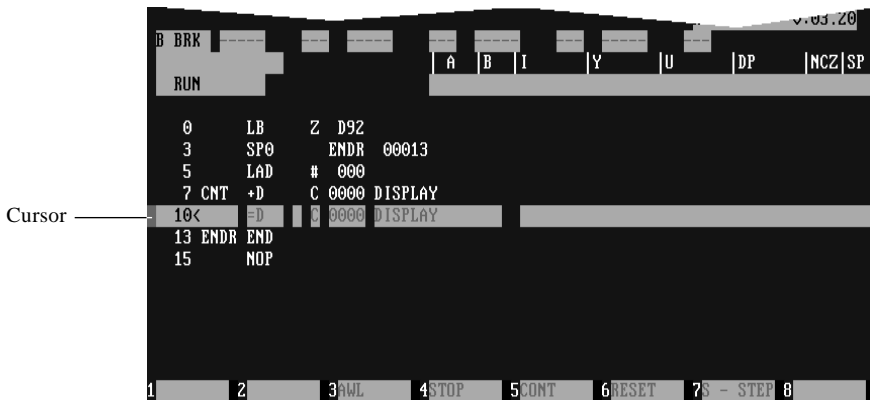 .03.20
B BRK ----- --- ----- --- ----- --- ----- ---
A B I Y U DP NCZ SP
RUN
0 LB Z D92
3 SP0 ENDR 00013
5 LAD # 000
7 CNT +D C 0000 DISPLAY
Cursor 10< =D C 0000 DISPLAY
13 ENDR END
15 NOP
1 2 3AWL 4STOP 5CONT 6RESET 7S - STEP 8